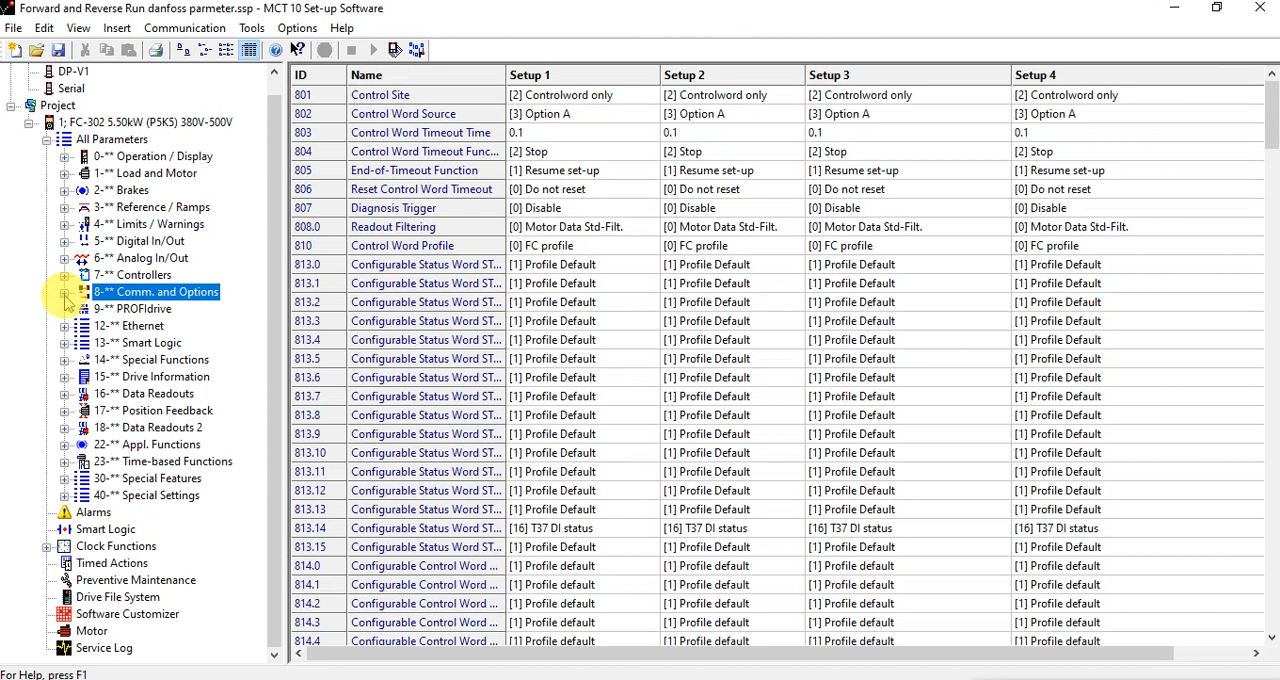 Forward and Reverse Run danfoss parmeter.ssp - MCT 10 Set-up Software
File Edit View Insert Communication Tools Options Help
DP-V1
Serial
Project
1; FC-302 5.50kW (P5K5) 380V-500V
All Parameters
0-** Operation / Display
1-** Load and Motor
2-** Brakes
3-** Reference / Ramps
4-** Limits / Warnings
5-** Digital In/Out
6-** Analog In/Out
7-** Controllers
8-** Comm. and Options
9-** PROFIdrive
12-** Ethernet
13-** Smart Logic
14-** Special Functions
15-** Drive Information
16-** Data Readouts
17-** Position Feedback
18-** Data Readouts 2
22-** Appl. Functions
23-** Time-based Functions
30-** Special Features
40-** Special Settings
Alarms
Smart Logic
Clock Functions
Timed Actions
Preventive Maintenance
Drive File System
Software Customizer
Motor
Service Log
ID Name Setup 1 Setup 2 Setup 3 Setup 4
801 Control Site [2] Controlword only [2] Controlword only [2] Controlword only [2] Controlword only
802 Control Word Source [3] Option A [3] Option A [3] Option A [3] Option A
803 Control Word Timeout Time 0.1 0.1 0.1 0.1
804 Control Word Timeout Func... [2] Stop [2] Stop [2] Stop [2] Stop
805 End-of-Timeout Function [1] Resume set-up [1] Resume set-up [1] Resume set-up [1] Resume set-up
806 Reset Control Word Timeout [0] Do not reset [0] Do not reset [0] Do not reset [0] Do not reset
807 Diagnosis Trigger [0] Disable [0] Disable [0] Disable [0] Disable
808.0 Readout Filtering [0] Motor Data Std-Filt. [0] Motor Data Std-Filt. [0] Motor Data Std-Filt. [0] Motor Data Std-Filt.
810 Control Word Profile [0] FC profile [0] FC profile [0] FC profile [0] FC profile
813.0 Configurable Status Word ST... [1] Profile Default [1] Profile Default [1] Profile Default [1] Profile Default
813.1 Configurable Status Word ST... [1] Profile Default [1] Profile Default [1] Profile Default [1] Profile Default
813.2 Configurable Status Word ST... [1] Profile Default [1] Profile Default [1] Profile Default [1] Profile Default
813.3 Configurable Status Word ST... [1] Profile Default [1] Profile Default [1] Profile Default [1] Profile Default
813.4 Configurable Status Word ST... [1] Profile Default [1] Profile Default [1] Profile Default [1] Profile Default
813.5 Configurable Status Word ST... [1] Profile Default [1] Profile Default [1] Profile Default [1] Profile Default
813.6 Configurable Status Word ST... [1] Profile Default [1] Profile Default [1] Profile Default [1] Profile Default
813.7 Configurable Status Word ST... [1] Profile Default [1] Profile Default [1] Profile Default [1] Profile Default
813.8 Configurable Status Word ST... [1] Profile Default [1] Profile Default [1] Profile Default [1] Profile Default
813.9 Configurable Status Word ST... [1] Profile Default [1] Profile Default [1] Profile Default [1] Profile Default
813.10 Configurable Status Word ST... [1] Profile Default [1] Profile Default [1] Profile Default [1] Profile Default
813.11 Configurable Status Word ST... [1] Profile Default [1] Profile Default [1] Profile Default [1] Profile Default
813.12 Configurable Status Word ST... [1] Profile Default [1] Profile Default [1] Profile Default [1] Profile Default
813.13 Configurable Status Word ST... [1] Profile Default [1] Profile Default [1] Profile Default [1] Profile Default
813.14 Configurable Status Word ST... [16] T37 DI status [16] T37 DI status [16] T37 DI status [16] T37 DI status
813.15 Configurable Status Word ST... [1] Profile Default [1] Profile Default [1] Profile Default [1] Profile Default
814.0 Configurable Control Word ... [1] Profile default [1] Profile default [1] Profile default [1] Profile default
814.1 Configurable Control Word ... [1] Profile default [1] Profile default [1] Profile default [1] Profile default
814.2 Configurable Control Word ... [1] Profile default [1] Profile default [1] Profile default [1] Profile default
814.3 Configurable Control Word ... [1] Profile default [1] Profile default [1] Profile default [1] Profile default
814.4 Configurable Control Word ... [1] Profile default [1] Profile default [1] Profile default [1] Profile default
For Help, press F1